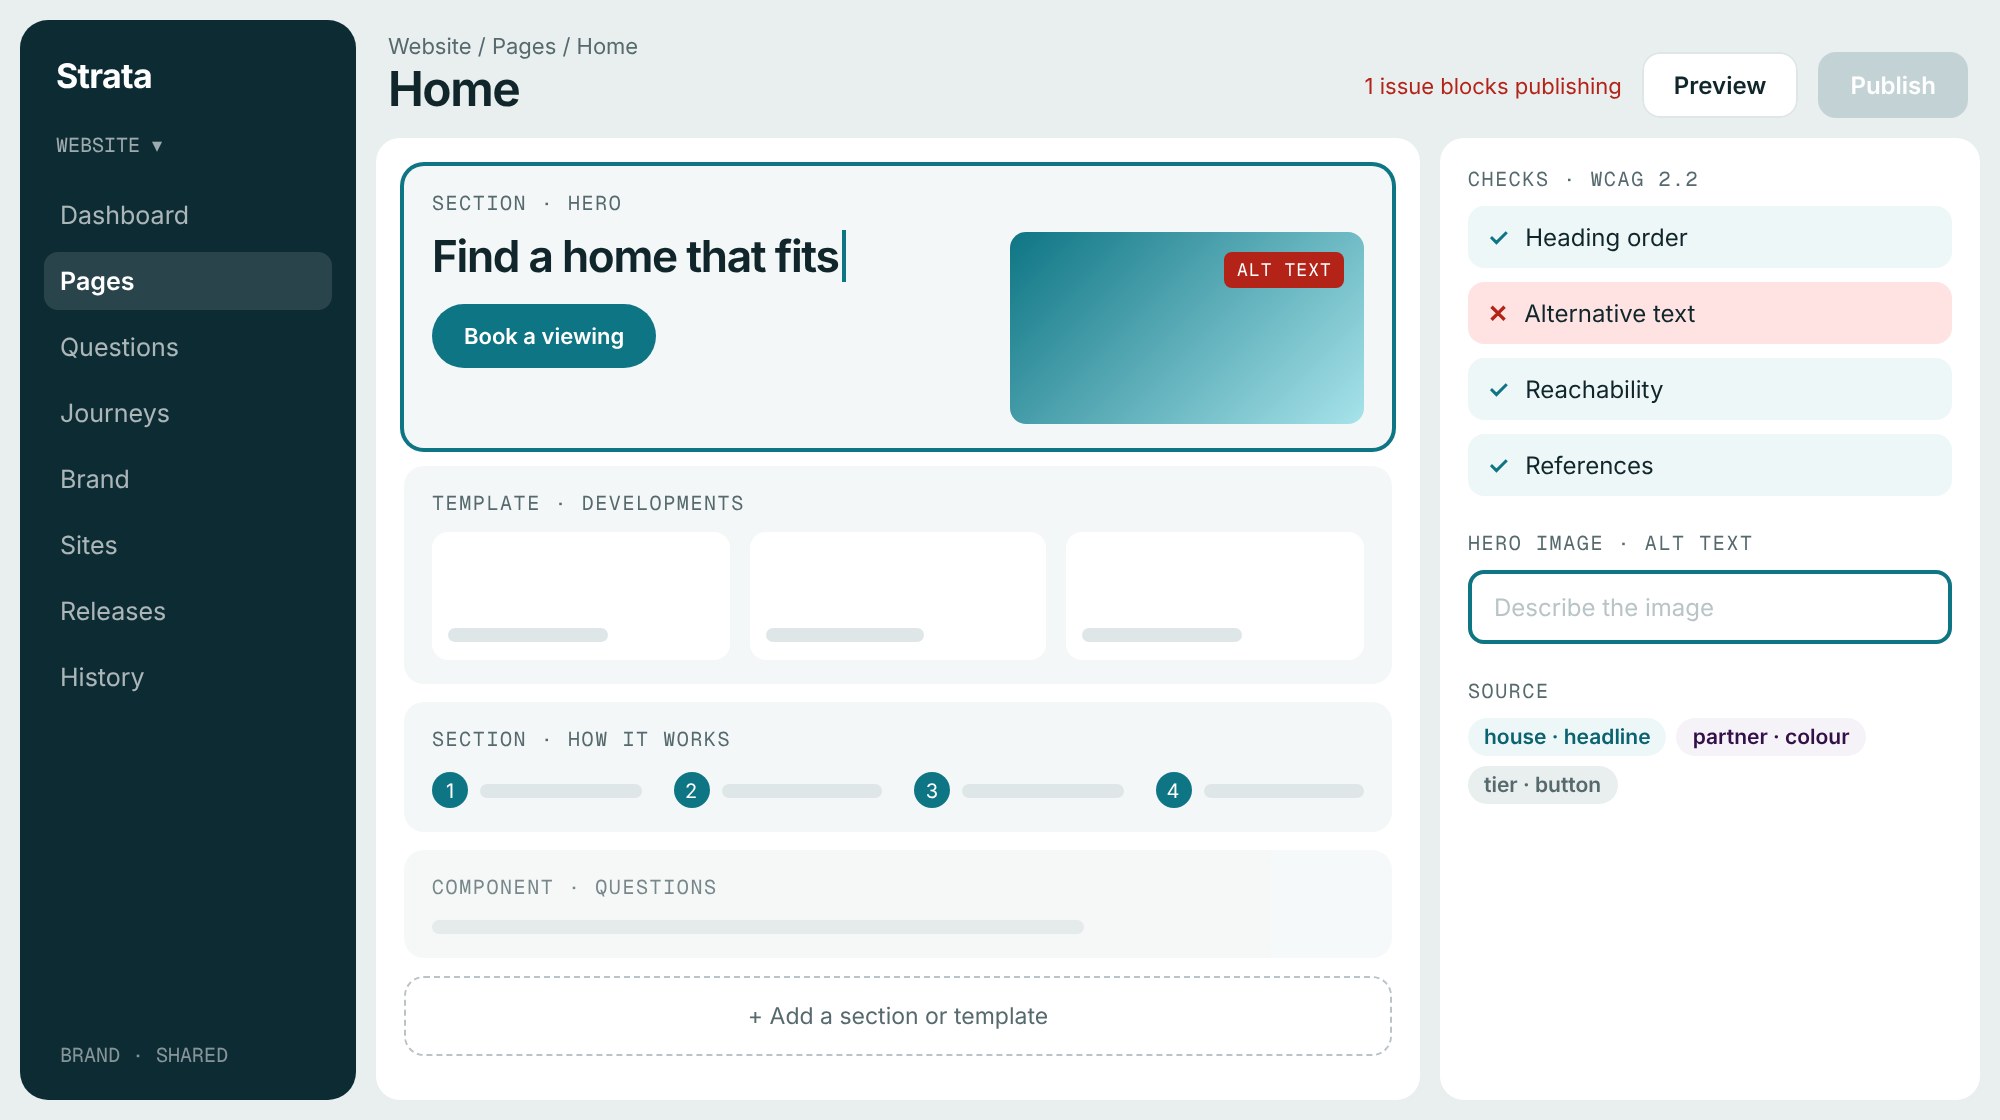 Strata
WEBSITE ▼
Dashboard
Pages
Questions
Journeys
Brand
Sites
Releases
History
BRAND · SHARED
Website / Pages / Home
Home
1 issue blocks publishing
Preview
Publish
SECTION · HERO
Find a home that fits
Book a viewing
ALT TEXT
TEMPLATE · DEVELOPMENTS
SECTION · HOW IT WORKS
1
2
3
4
COMPONENT · QUESTIONS
+ Add a section or template
CHECKS · WCAG 2.2
Heading order
Alternative text
Reachability
References
HERO IMAGE · ALT TEXT
Describe the image
SOURCE
house · headline
partner · colour
tier · button